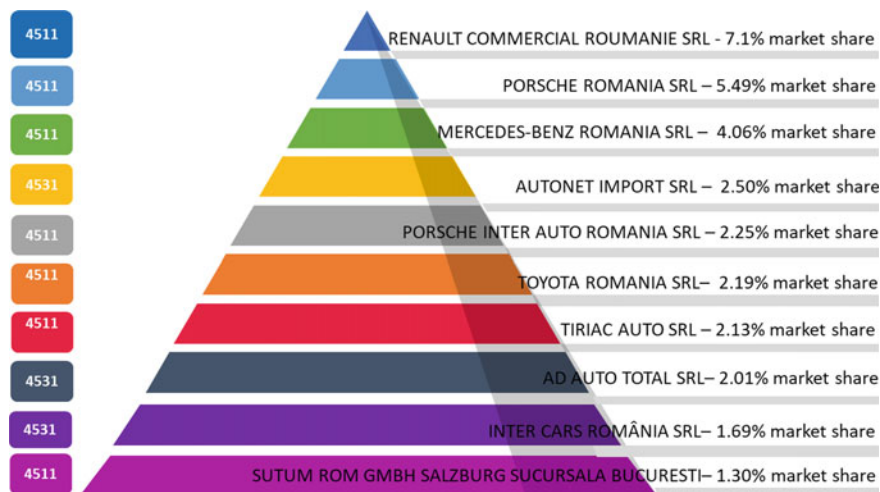 4511 RENAULT COMMERCIAL ROUMANIE SRL - 7.1% market share
4511 PORSCHE ROMANIA SRL – 5.49% market share
4511 MERCEDES-BENZ ROMANIA SRL – 4.06% market share
4531 AUTONET IMPORT SRL – 2.50% market share
4511 PORSCHE INTER AUTO ROMANIA SRL – 2.25% market share
4511 TOYOTA ROMANIA SRL– 2.19% market share
4511 TIRIAC AUTO SRL – 2.13% market share
4531 AD AUTO TOTAL SRL– 2.01% market share
4531 INTER CARS ROMÂNIA SRL– 1.69% market share
4511 SUTUM ROM GMBH SALZBURG SUCURSALA BUCURESTI– 1.30% market share